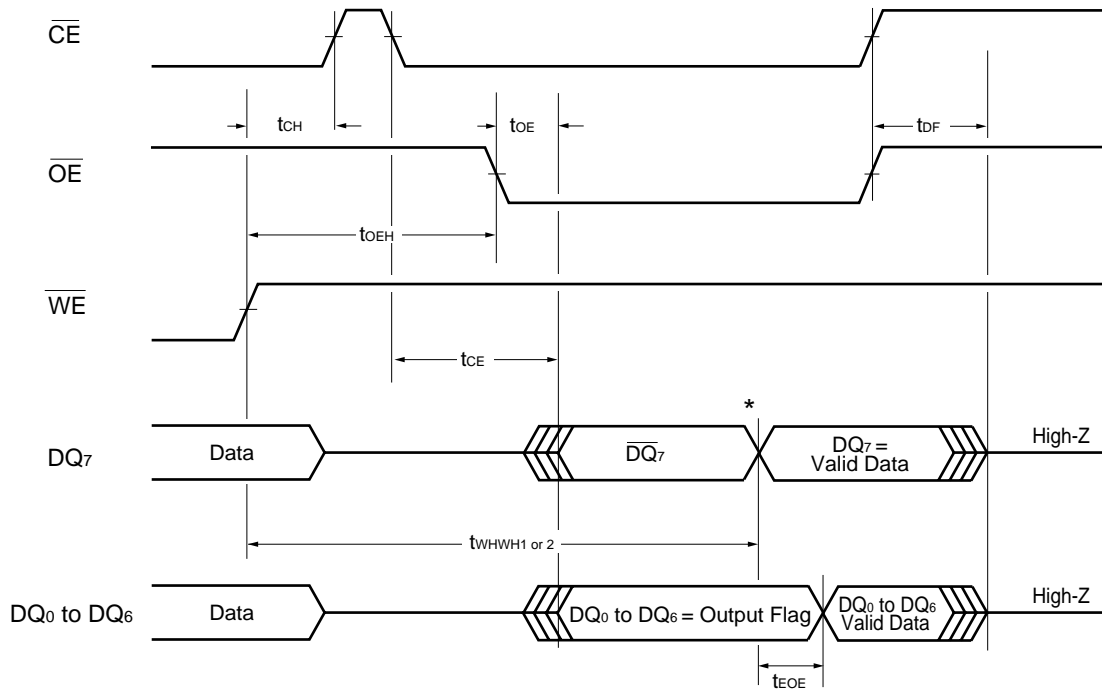 CE
tCH
tOE
tDF
OE
tOEH
WE
tCE
*
DQ7
Data
DQ7
DQ7 =
Valid Data
High-Z
tWHWH1 or 2
DQ0 to DQ6
Data
DQ0 to DQ6 = Output Flag
DQ0 to DQ6
Valid Data
High-Z
tEOE